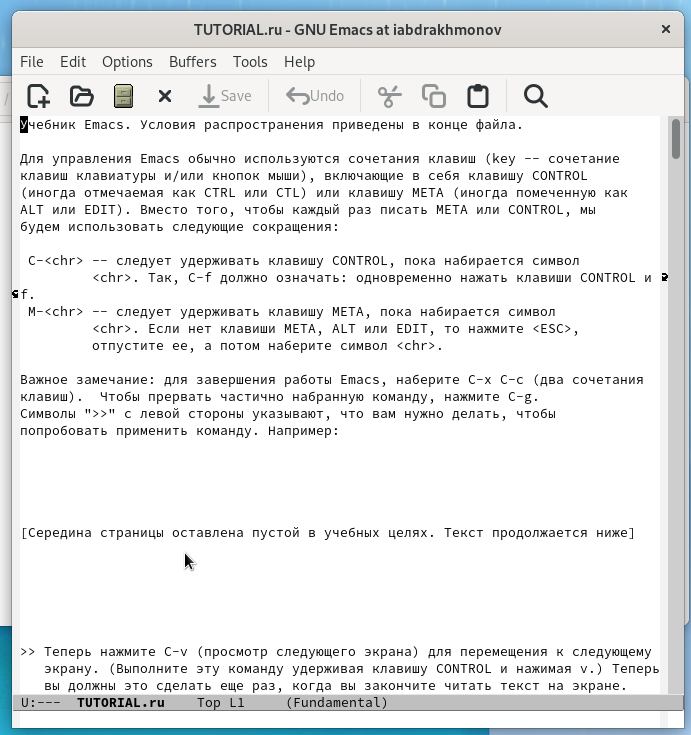 TUTORIAL.ru - GNU Emacs at iabdrakhmonov
File Edit Options Buffers Tools Help
Save Undo
Учебник Emacs. Условия распространения приведены в конце файла.
Для управления Emacs обычно используются сочетания клавиш (key -- сочетание
клавиш клавиатуры и/или кнопок мыши), включающие в себя клавишу CONTROL
(иногда отмечаемая как CTRL или CTL) или клавишу META (иногда помеченную как
ALT или EDIT). Вместо того, чтобы каждый раз писать META или CONTROL, мы
будем использовать следующие сокращения:
C-<chr> -- следует удерживать клавишу CONTROL, пока набирается символ
<chr>. Так, C-f должно означать: одновременно нажать клавиши CONTROL и
f.
M-<chr> -- следует удерживать клавишу META, пока набирается символ
<chr>. Если нет клавиши META, ALT или EDIT, то нажмите <ESC>,
отпустите ее, а потом наберите символ <chr>.
Важное замечание: для завершения работы Emacs, наберите C-x C-c (два сочетания
клавиш).  Чтобы прервать частично набранную команду, нажмите C-g.
Символы ">>" с левой стороны указывают, что вам нужно делать, чтобы
попробовать применить команду. Например:
[Середина страницы оставлена пустой в учебных целях. Текст продолжается ниже]
>> Теперь нажмите C-v (просмотр следующего экрана) для перемещения к следующему
экрану. (Выполните эту команду удерживая клавишу CONTROL и нажимая v.) Теперь
вы должны это сделать еще раз, когда вы закончите читать текст на экране.
U:--- TUTORIAL.ru Top L1 (Fundamental)